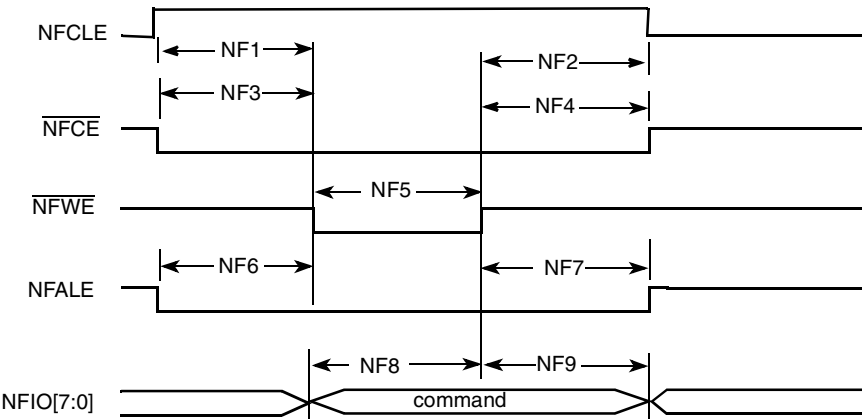 NFCLE
NF1
NF2
NF3
NF4
NFCE
NF5
NFWE
NF6
NF7
NFALE
NF8
NF9
NFIO[7:0]
command